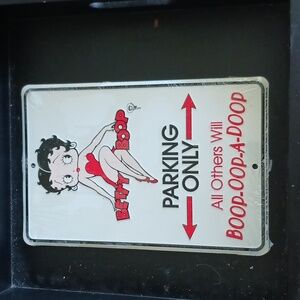 BETTY BOOP
PARKING
ONLY
All Others Will
BOOP-OOP-A-DOOP